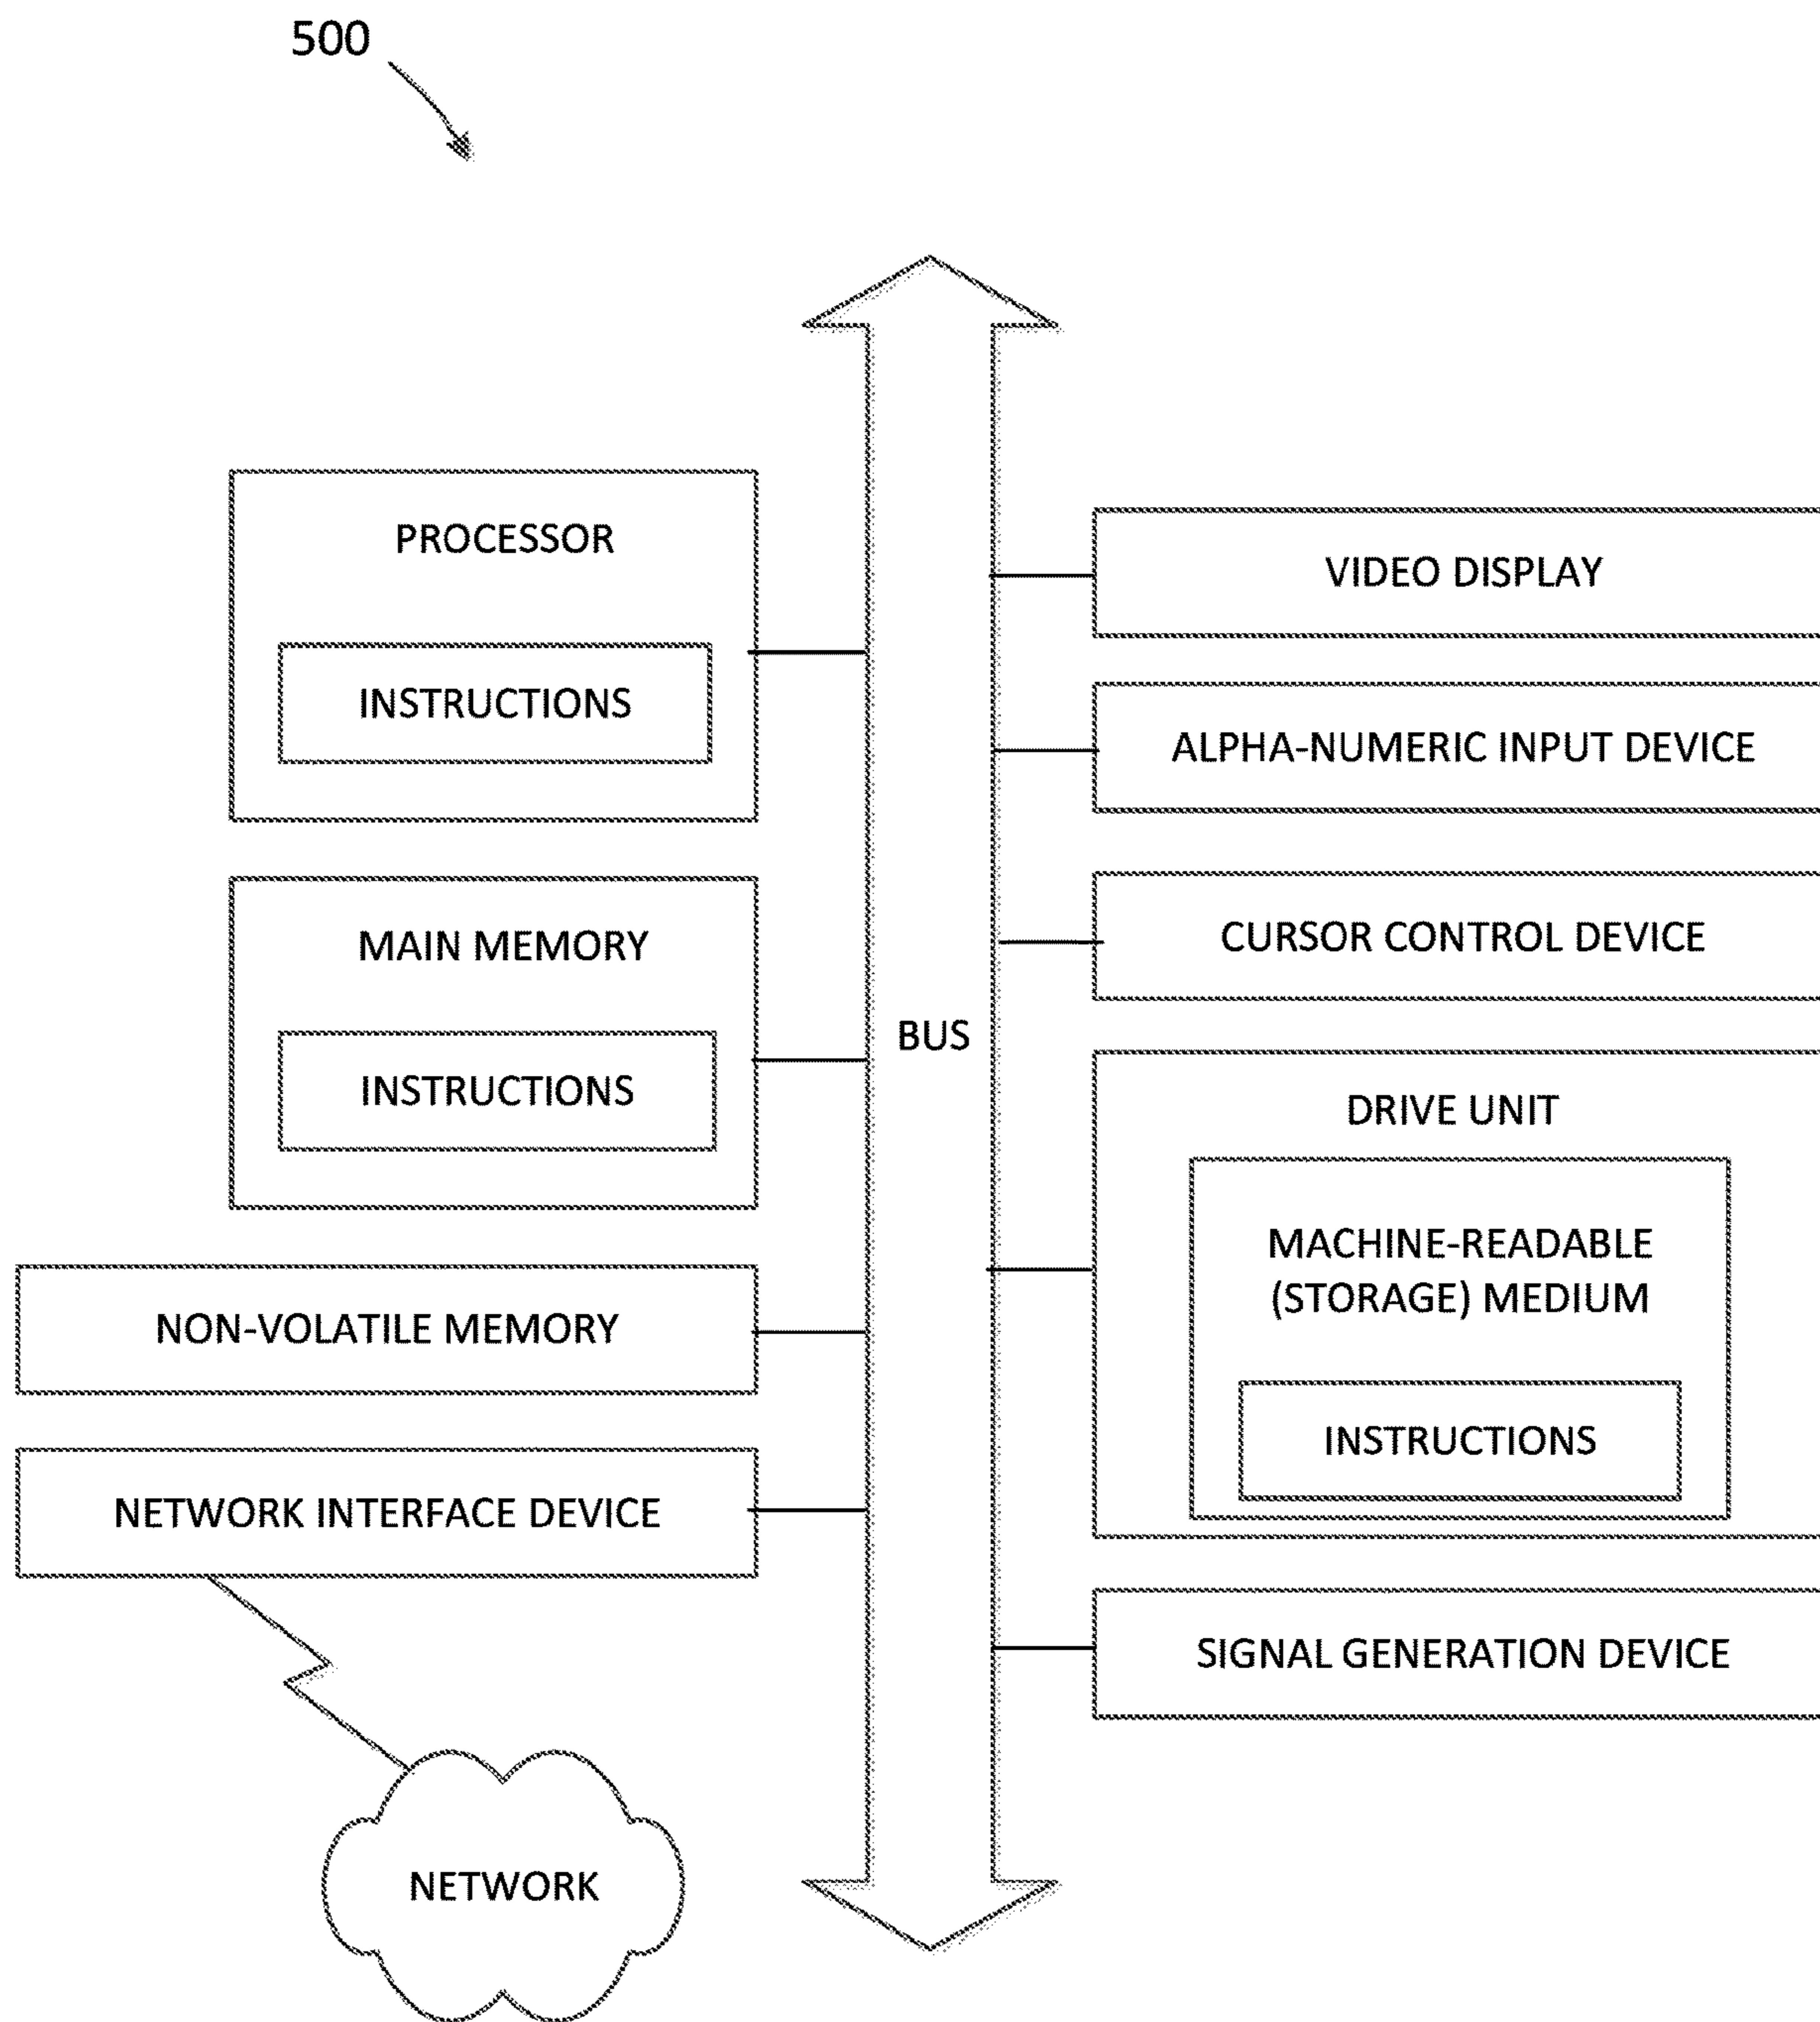 500
PROCESSOR
INSTRUCTIONS
MAIN MEMORY
INSTRUCTIONS
NON-VOLATILE MEMORY
NETWORK INTERFACE DEVICE
NETWORK
BUS
VIDEO DISPLAY
ALPHA-NUMERIC INPUT DEVICE
CURSOR CONTROL DEVICE
DRIVE UNIT
MACHINE-READABLE
(STORAGE) MEDIUM
INSTRUCTIONS
SIGNAL GENERATION DEVICE